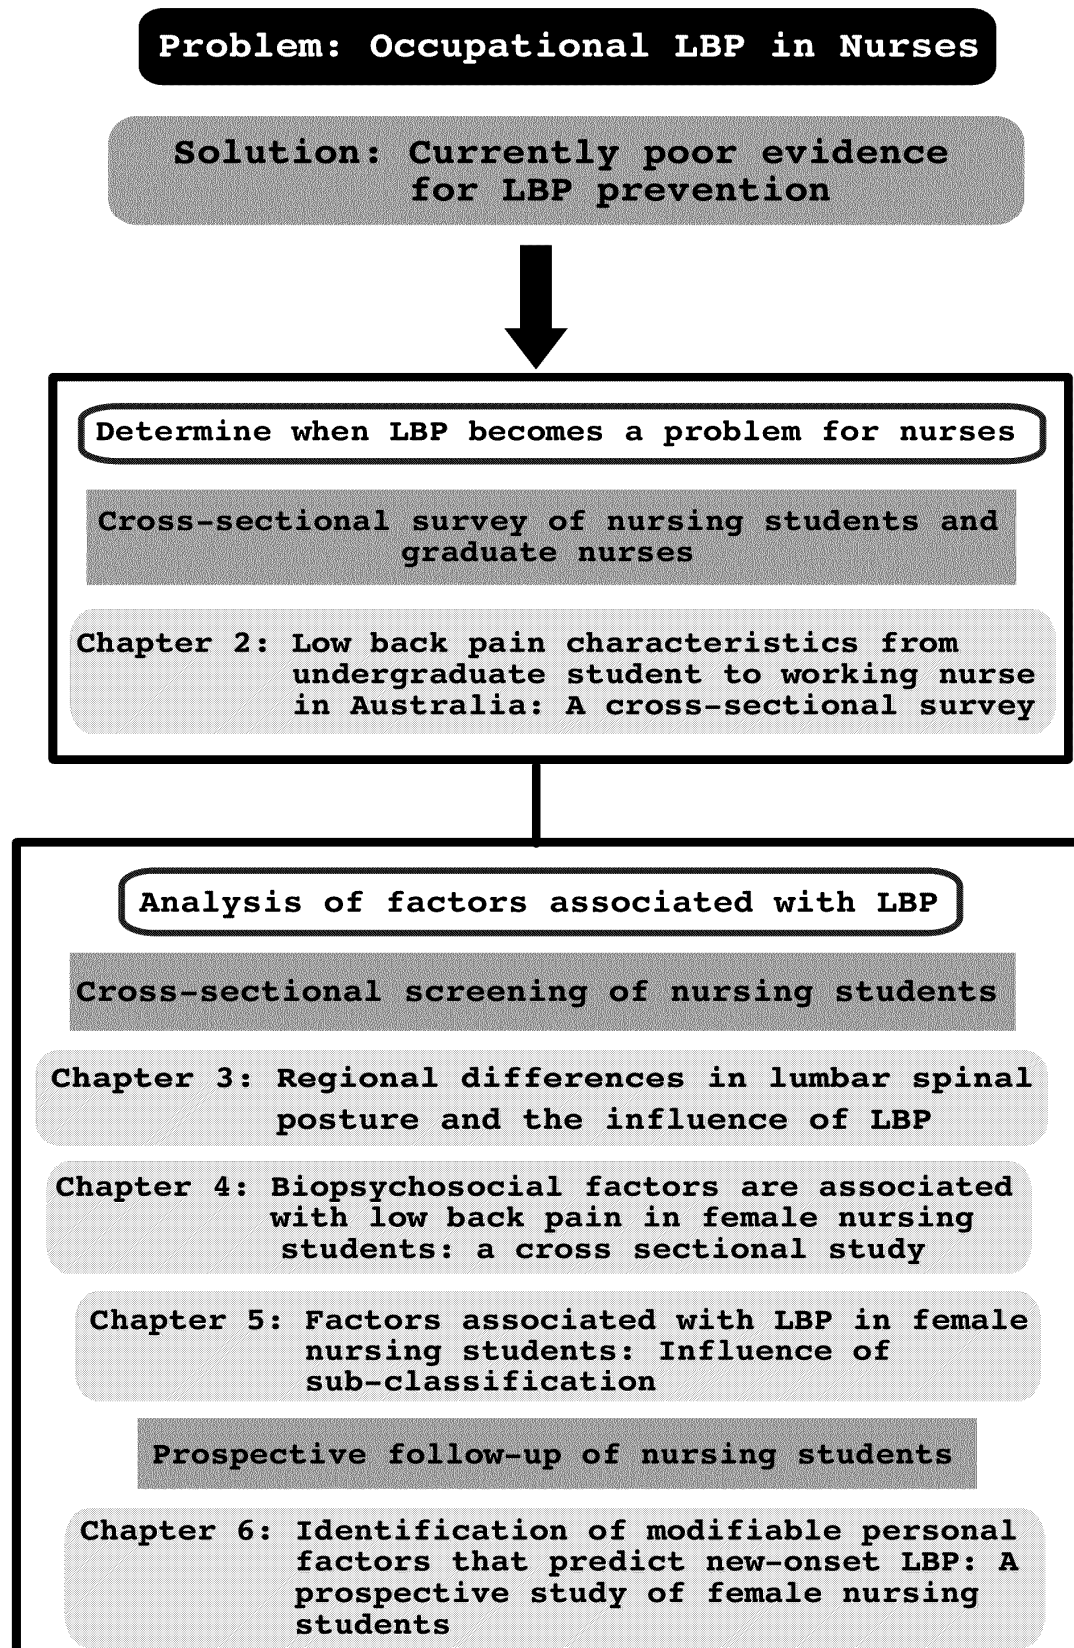 Problem: Occupational LBP in Nurses
Solution: Currently poor evidence
for LBP prevention
Determine when LBP becomes a problem for nurses
Cross-sectional survey of nursing students and
graduate nurses
Chapter 2: Low back pain characteristics from
undergraduate student to working nurse
in Australia: A cross-sectional survey
Analysis of factors associated with LBP
Cross-sectional screening of nursing students
Chapter 3: Regional differences in lumbar spinal
posture and the influence of LBP
Chapter 4: Biopsychosocial factors are associated
with low back pain in female nursing
students: a cross sectional study
Chapter 5: Factors associated with LBP in female
nursing students: Influence of
sub-classification
Prospective follow-up of nursing students
Chapter 6: Identification of modifiable personal
factors that predict new-onset LBP: A
prospective study of female nursing
students